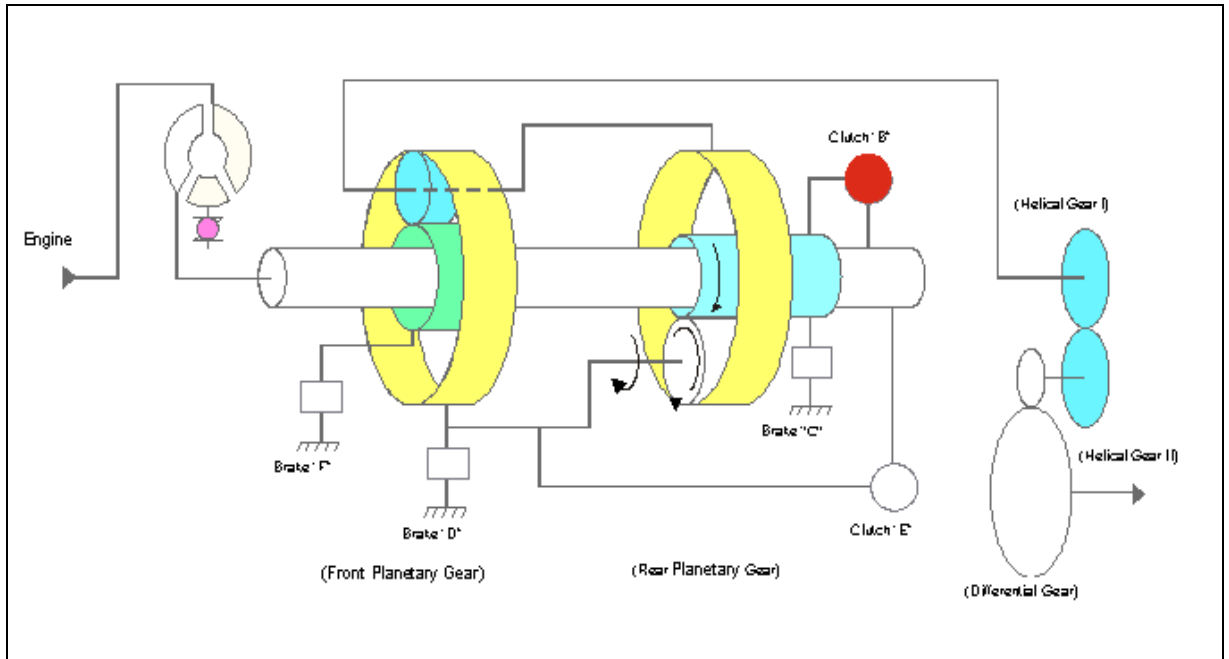 Clutch "B"
(Helical Gear I)
Engine
Brake "C"
Brake "F"
(Helical Gear II)
Brake "D"
Clutch "E"
(Front Planetary Gear)
(Rear Planetary Gear)
(Differential Gear)